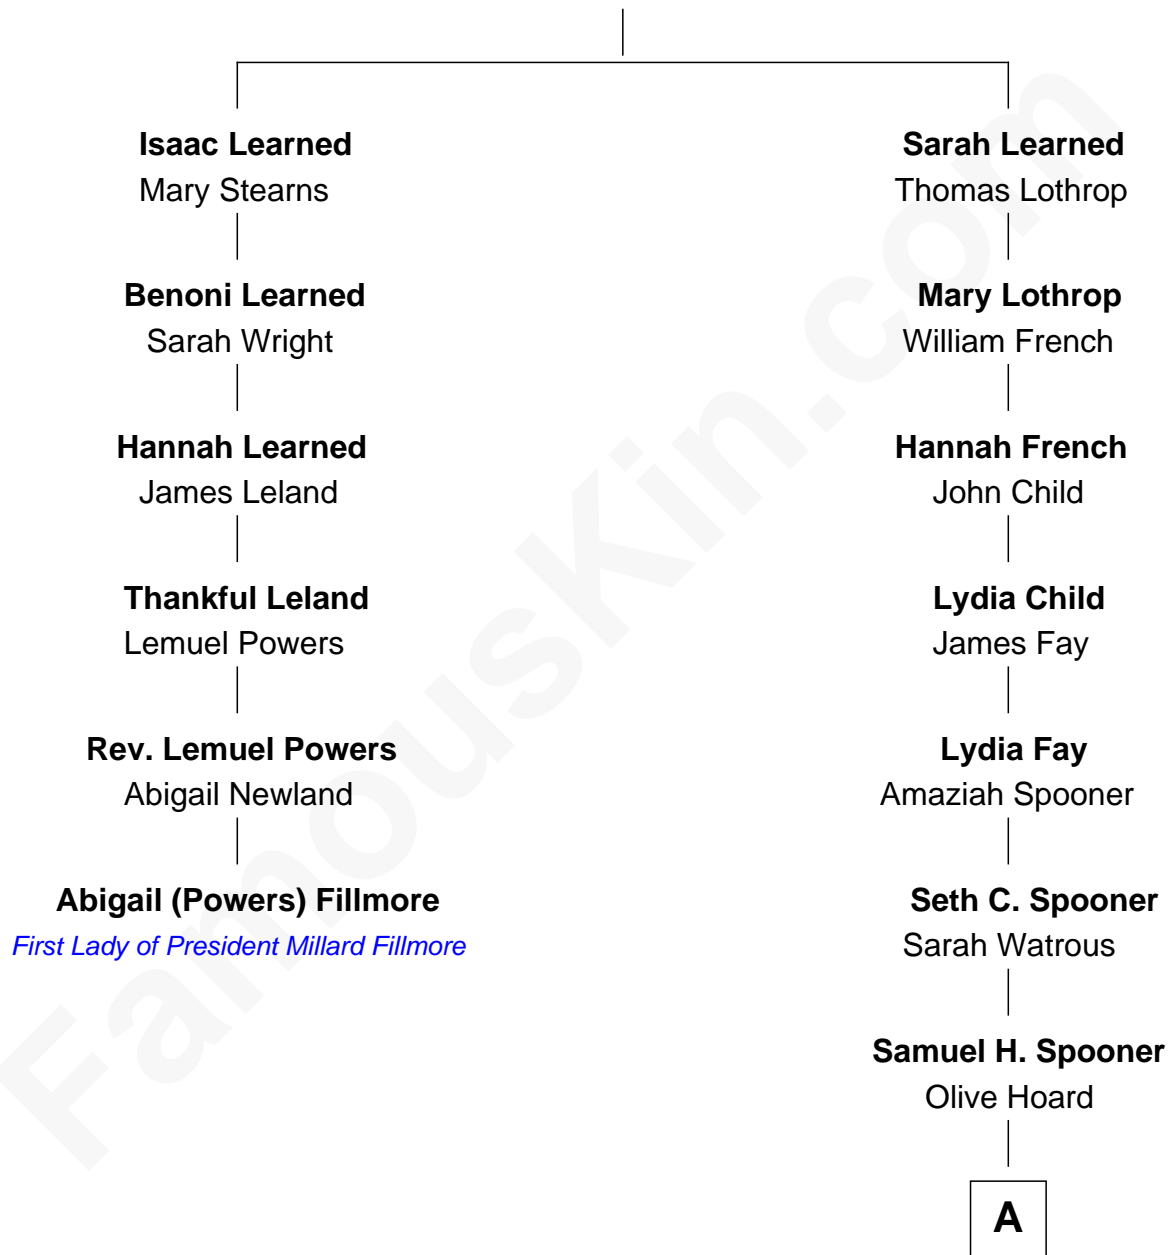 Isaac Learned
Mary Stearns
Benoni Learned
Sarah Wright
Hannah Learned
James Leland
Thankful Leland
Lemuel Powers
Rev. Lemuel Powers
Abigail Newland
Abigail (Powers) Fillmore
First Lady of President Millard Fillmore
Sarah Learned
Thomas Lothrop
Mary Lothrop
William French
Hannah French
John Child
Lydia Child
James Fay
Lydia Fay
Amaziah Spooner
Seth C. Spooner
Sarah Watrous
Samuel H. Spooner
Olive Hoard
A
FamousKin.com